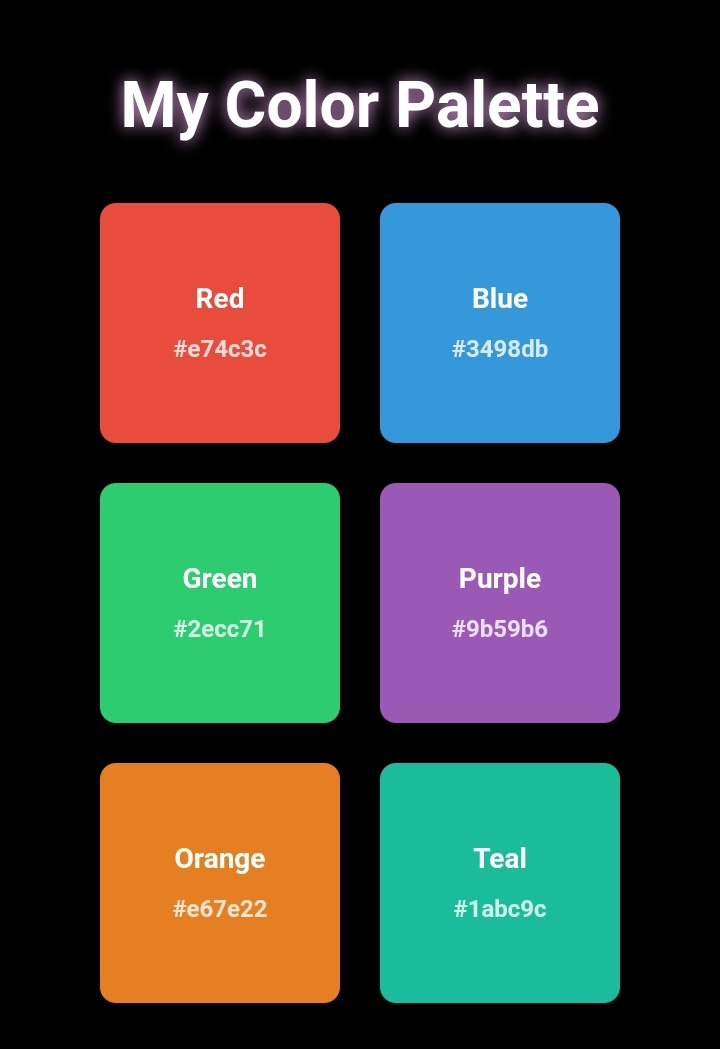 My Color Palette
Red
#e74c3c
Blue
#3498db
Green
#2ecc71
Purple
#9b59b6
Orange
#e67e22
Teal
#1abc9c